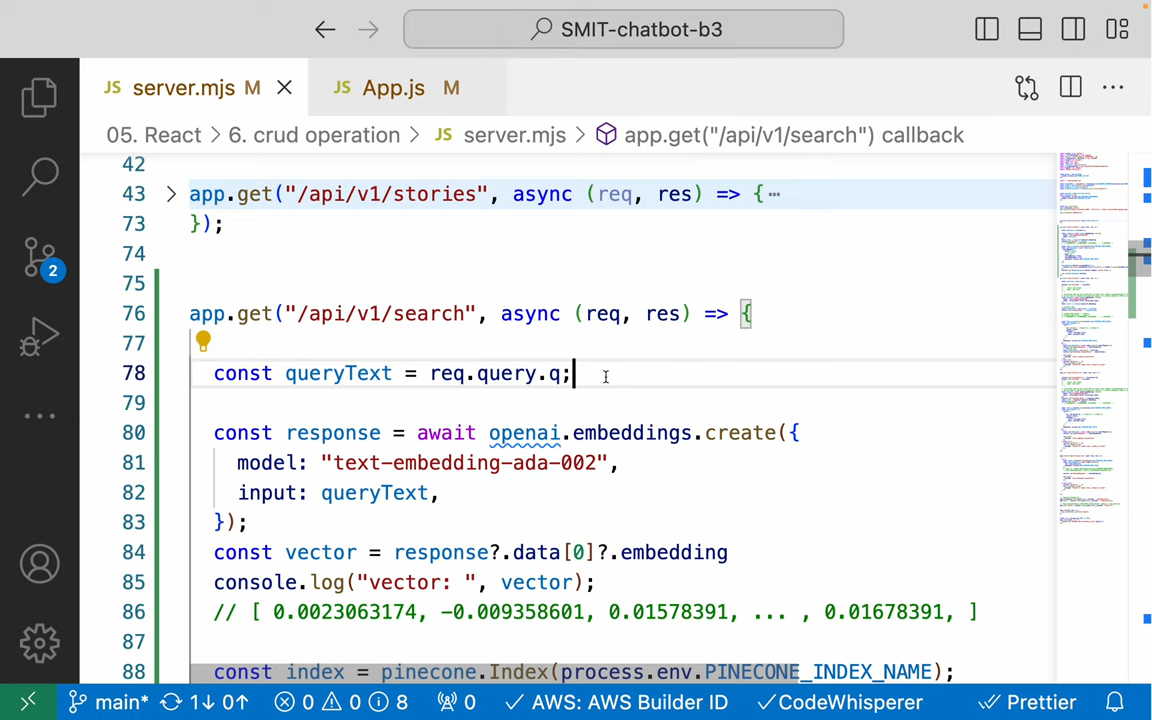 SMIT-chatbot-b3
JS server.mjs M
JS App.js M
05. React > 6. crud operation > JS server.mjs > app.get("/api/v1/search") callback
42
43 app.get("/api/v1/stories", async (req, res) => {
73 });
74
75
76 app.get("/api/v1/search", async (req, res) => {
77
78 const queryText = req.query.q;
79
80 const response = await openai.embeddings.create({
81 model: "text-embedding-ada-002",
82 input: queryText,
83 });
84 const vector = response?.data[0]?.embedding
85 console.log("vector: ", vector);
86 // [ 0.0023063174, -0.009358601, 0.01578391, ... , 0.01678391, ]
87
88 const index = pinecone.Index(process.env.PINECONE_INDEX_NAME);
2
main* 1↓ 0↑ 0 0 8 0 AWS: AWS Builder ID CodeWhisperer Prettier